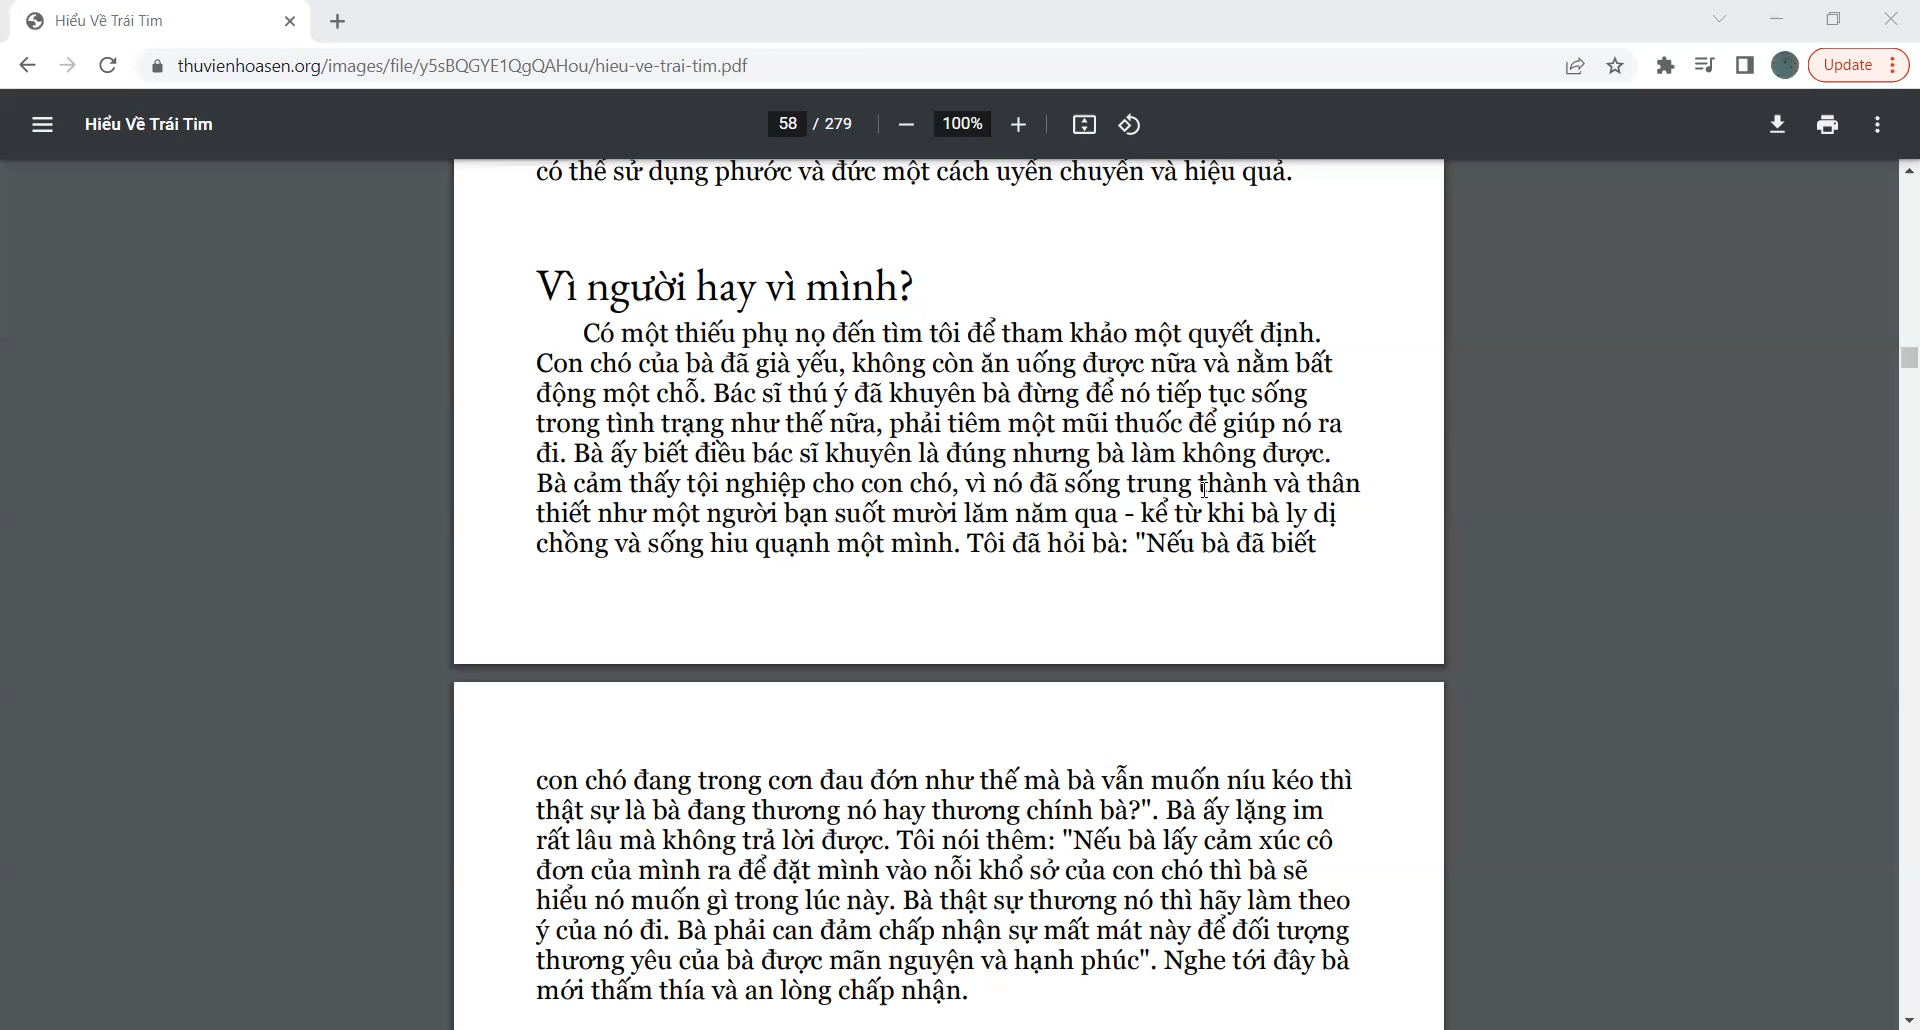 Hiểu Về Trái Tim
thuvienhoasen.org/images/file/y5sBQGYE1QgQAHou/hieu-ve-trai-tim.pdf
Update
Hiểu Về Trái Tim
58 / 279
100%
có thể sử dụng phước và đức một cách uyển chuyển và hiệu quả.
Vì người hay vì mình?
Có một thiếu phụ nọ đến tìm tôi để tham khảo một quyết định.
Con chó của bà đã già yếu, không còn ăn uống được nữa và nằm bất
động một chỗ. Bác sĩ thú ý đã khuyên bà đừng để nó tiếp tục sống
trong tình trạng như thế nữa, phải tiêm một mũi thuốc để giúp nó ra
đi. Bà ấy biết điều bác sĩ khuyên là đúng nhưng bà làm không được.
Bà cảm thấy tội nghiệp cho con chó, vì nó đã sống trung thành và thân
thiết như một người bạn suốt mười lăm năm qua - kể từ khi bà ly dị
chồng và sống hiu quạnh một mình. Tôi đã hỏi bà: "Nếu bà đã biết
con chó đang trong cơn đau đớn như thế mà bà vẫn muốn níu kéo thì
thật sự là bà đang thương nó hay thương chính bà?". Bà ấy lặng im
rất lâu mà không trả lời được. Tôi nói thêm: "Nếu bà lấy cảm xúc cô
đơn của mình ra để đặt mình vào nỗi khổ sở của con chó thì bà sẽ
hiểu nó muốn gì trong lúc này. Bà thật sự thương nó thì hãy làm theo
ý của nó đi. Bà phải can đảm chấp nhận sự mất mát này để đối tượng
thương yêu của bà được mãn nguyện và hạnh phúc". Nghe tới đây bà
mới thấm thía và an lòng chấp nhận.